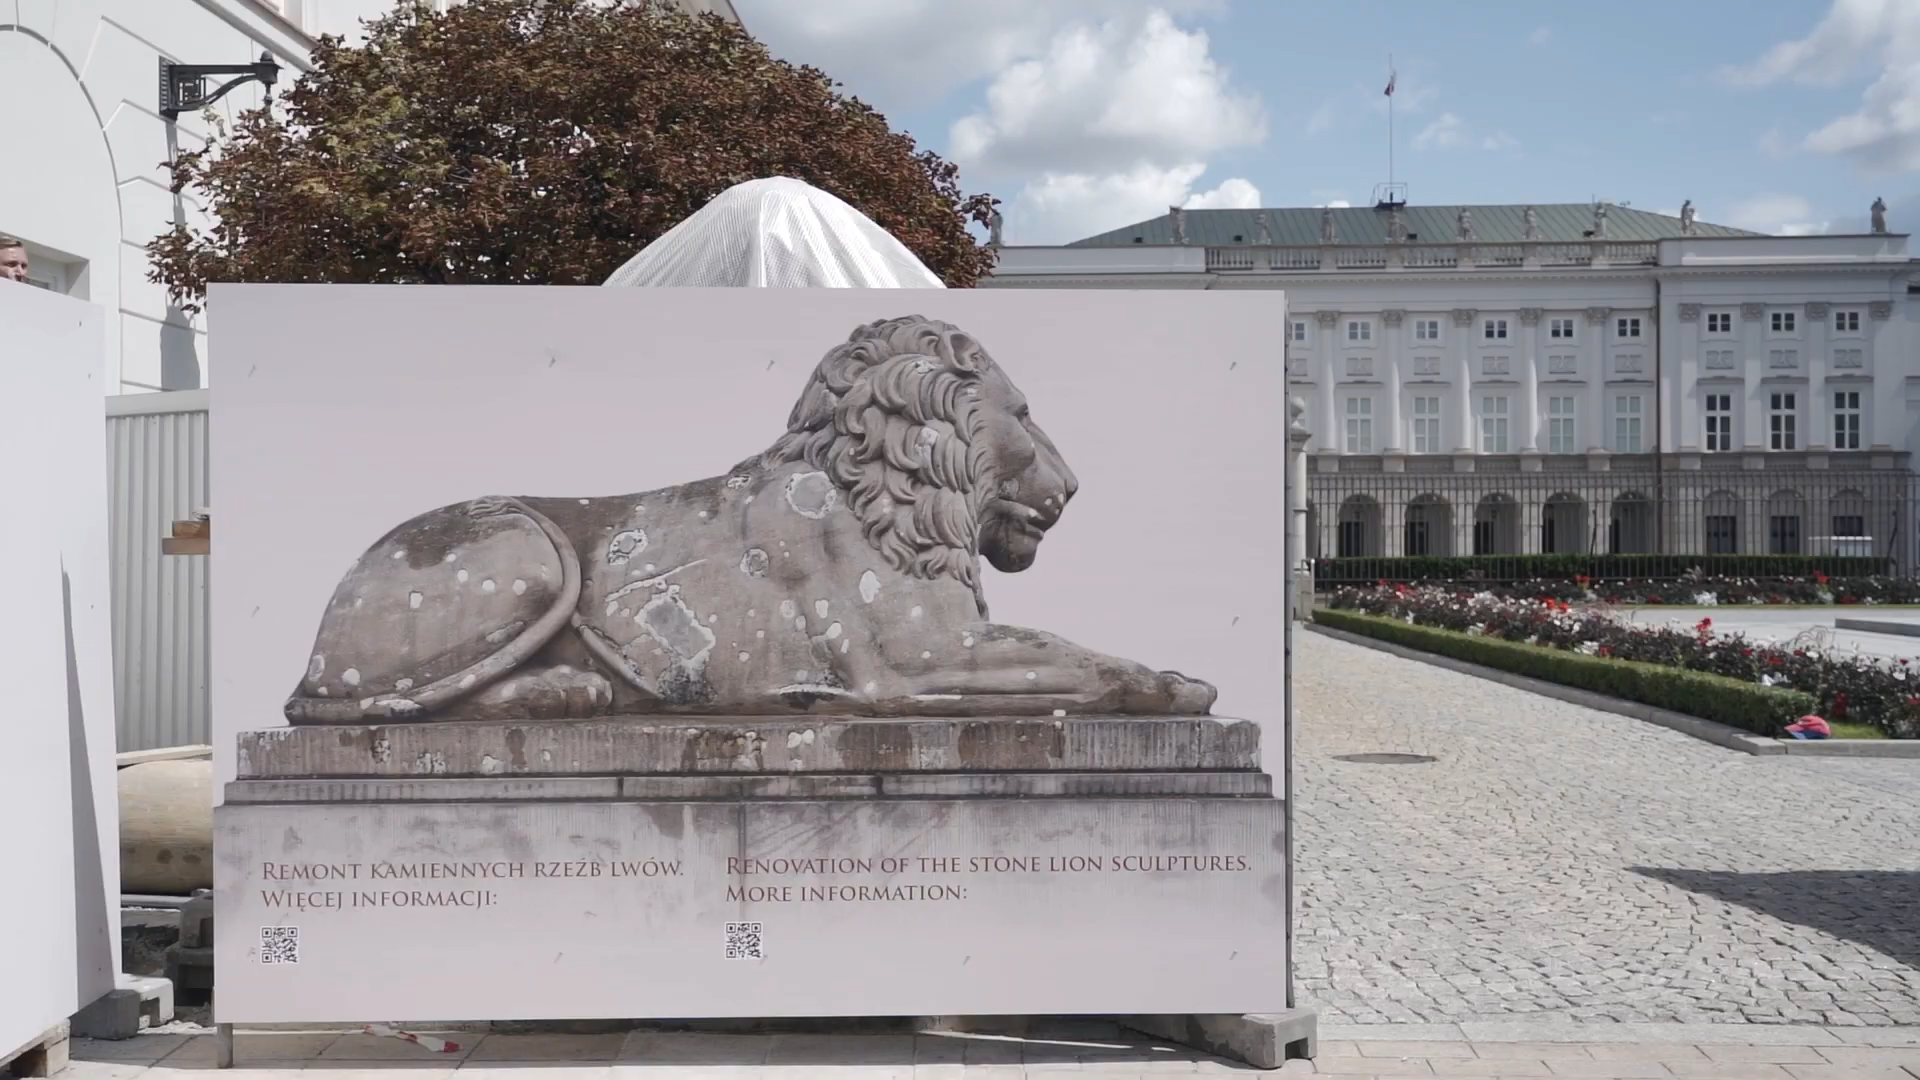 Remont kamiennych rzeźb lwów.
Więcej informacji:
Renovation of the stone lion sculptures.
More information: